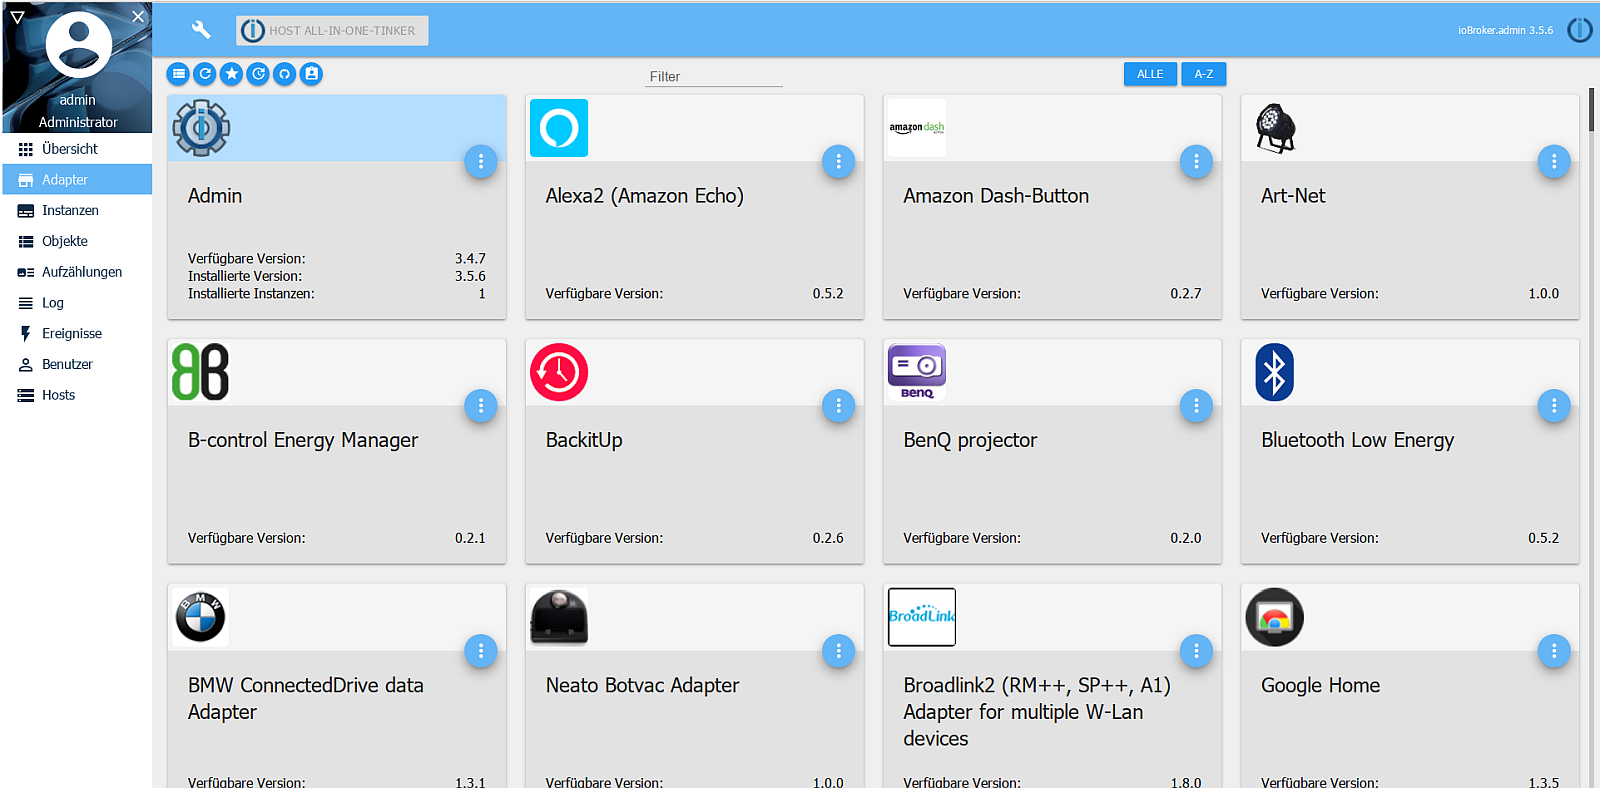 admin
Administrator
Übersicht
Adapter
Instanzen
Objekte
Aufzählungen
Log
Ereignisse
Benutzer
Hosts
HOST ALL-IN-ONE-TINKER
ioBroker.admin 3.5.6
Filter
ALLE
A-Z
Admin
Verfügbare Version: 3.4.7
Installierte Version: 3.5.6
Installierte Instanzen: 1
Alexa2 (Amazon Echo)
Verfügbare Version: 0.5.2
amazon dash
BUTTON
Amazon Dash-Button
Verfügbare Version: 0.2.7
Art-Net
Verfügbare Version: 1.0.0
B-control Energy Manager
Verfügbare Version: 0.2.1
BackitUp
Verfügbare Version: 0.2.6
BenQ
BenQ projector
Verfügbare Version: 0.2.0
Bluetooth Low Energy
Verfügbare Version: 0.5.2
BMW
BMW ConnectedDrive data
Adapter
Verfügbare Version: 1.3.1
Neato Botvac Adapter
Verfügbare Version: 1.0.0
BroadLink
Broadlink2 (RM++, SP++, A1)
Adapter for multiple W-Lan
devices
Verfügbare Version: 1.8.0
Google Home
Verfügbare Version: 1.3.5